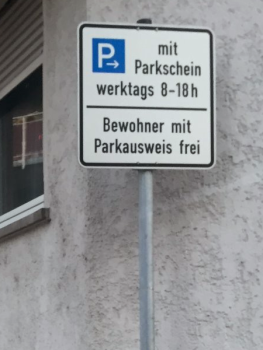 P mit
Parkschein
werktags 8-18h
Bewohner mit
Parkausweis frei